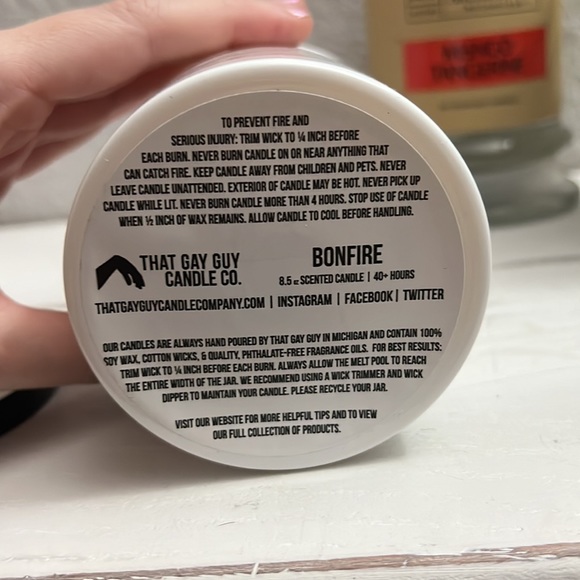 TO PREVENT FIRE AND
SERIOUS INJURY: TRIM WICK TO ¼ INCH BEFORE
EACH BURN. NEVER BURN CANDLE ON OR NEAR ANYTHING THAT
CAN CATCH FIRE. KEEP CANDLE AWAY FROM CHILDREN AND PETS. NEVER
LEAVE CANDLE UNATTENDED. EXTERIOR OF CANDLE MAY BE HOT. NEVER PICK UP
CANDLE WHILE LIT. NEVER BURN CANDLE MORE THAN 4 HOURS. STOP USE OF CANDLE
WHEN ½ INCH OF WAX REMAINS. ALLOW CANDLE TO COOL BEFORE HANDLING.
THAT GAY GUY
CANDLE CO.
BONFIRE
8.5 oz SCENTED CANDLE | 40+ HOURS
THATGAYGUYCANDLECOMPANY.COM | INSTAGRAM | FACEBOOK | TWITTER
OUR CANDLES ARE ALWAYS HAND POURED BY THAT GAY GUY IN MICHIGAN AND CONTAIN 100%
SOY WAX, COTTON WICKS, & QUALITY, PHTHALATE-FREE FRAGRANCE OILS. FOR BEST RESULTS:
TRIM WICK TO ¼ INCH BEFORE EACH BURN. ALWAYS ALLOW THE MELT POOL TO REACH
THE ENTIRE WIDTH OF THE JAR. WE RECOMMEND USING A WICK TRIMMER AND WICK
DIPPER TO MAINTAIN YOUR CANDLE. PLEASE RECYCLE YOUR JAR.
VISIT OUR WEBSITE FOR MORE HELPFUL TIPS AND TO VIEW
OUR FULL COLLECTION OF PRODUCTS.
MANGO
TANGERINE